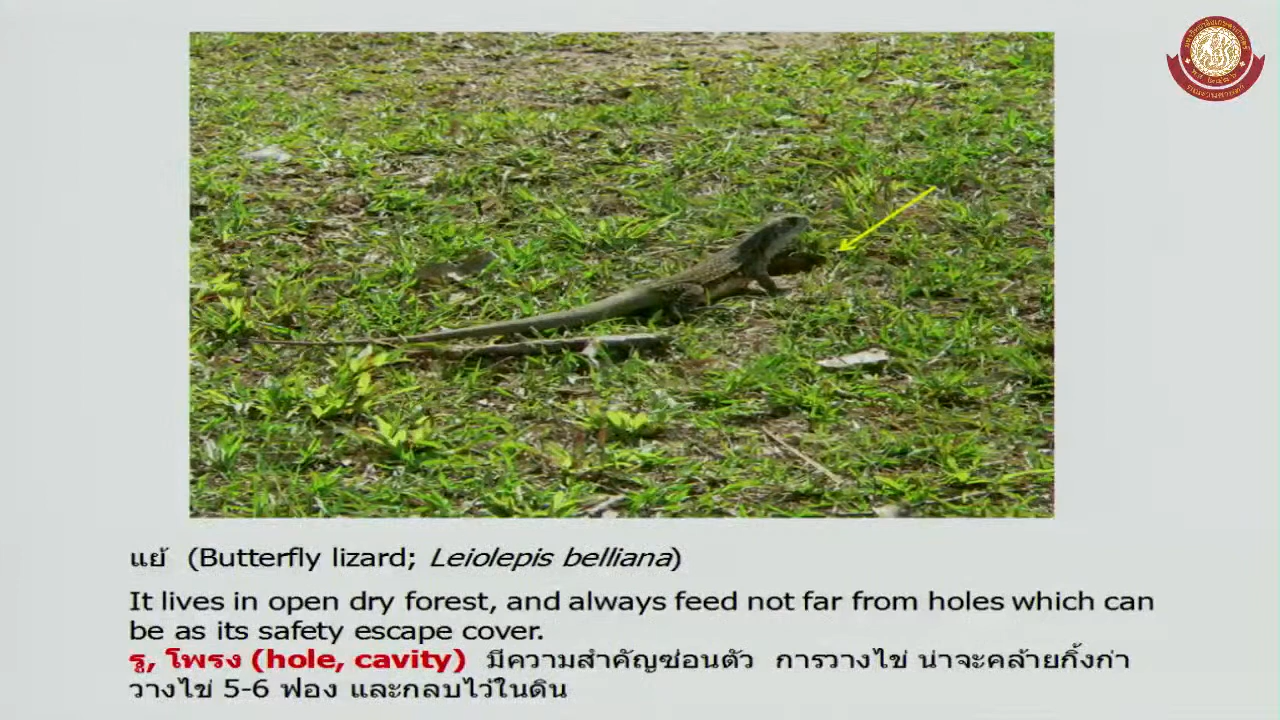 แย้ (Butterfly lizard; Leiolepis belliana)
It lives in open dry forest, and always feed not far from holes which can
be as its safety escape cover.
รู, โพรง (hole, cavity) มีความสำคัญซ่อนตัว การวางไข่ น่าจะคล้ายกิ้งก่า
วางไข่ 5-6 ฟอง และกลบไว้ในดิน